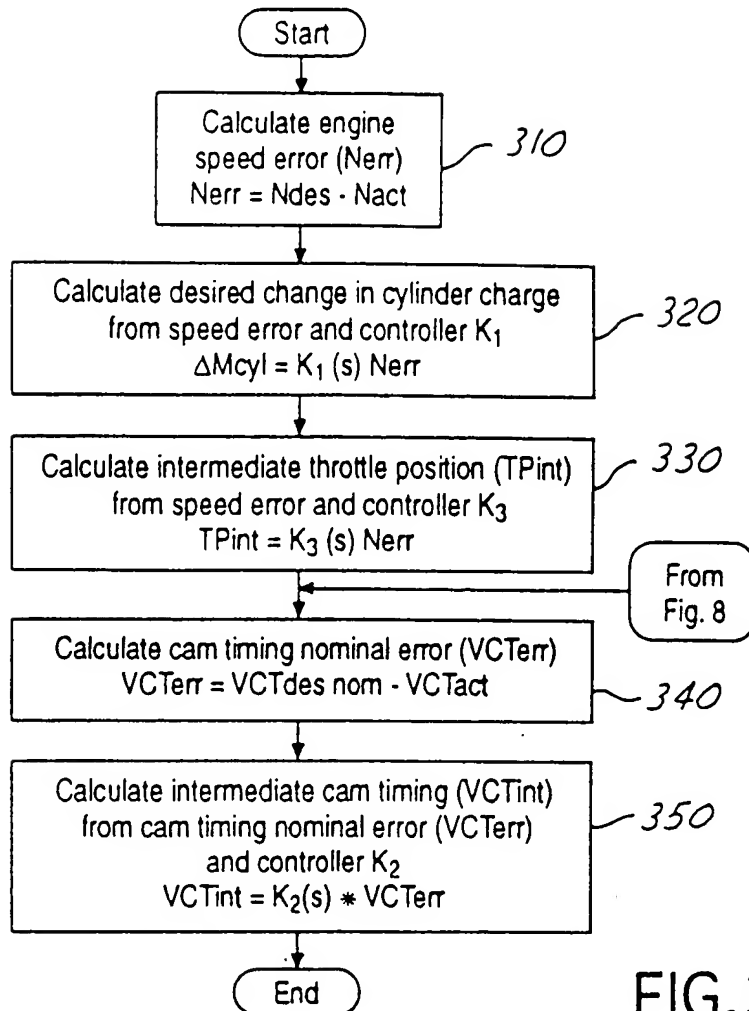 Start
Calculate engine
speed error (Nerr)
Nerr = Ndes - Nact
310
Calculate desired change in cylinder charge
from speed error and controller K₁
ΔMcyl = K₁ (s) Nerr
320
Calculate intermediate throttle position (TPint)
from speed error and controller K₃
TPint = K₃ (s) Nerr
330
From
Fig. 8
Calculate cam timing nominal error (VCTerr)
VCTerr = VCTdes nom - VCTact
340
Calculate intermediate cam timing (VCTint)
from cam timing nominal error (VCTerr)
and controller K₂
VCTint = K₂(s) * VCTerr
350
End
FIG.